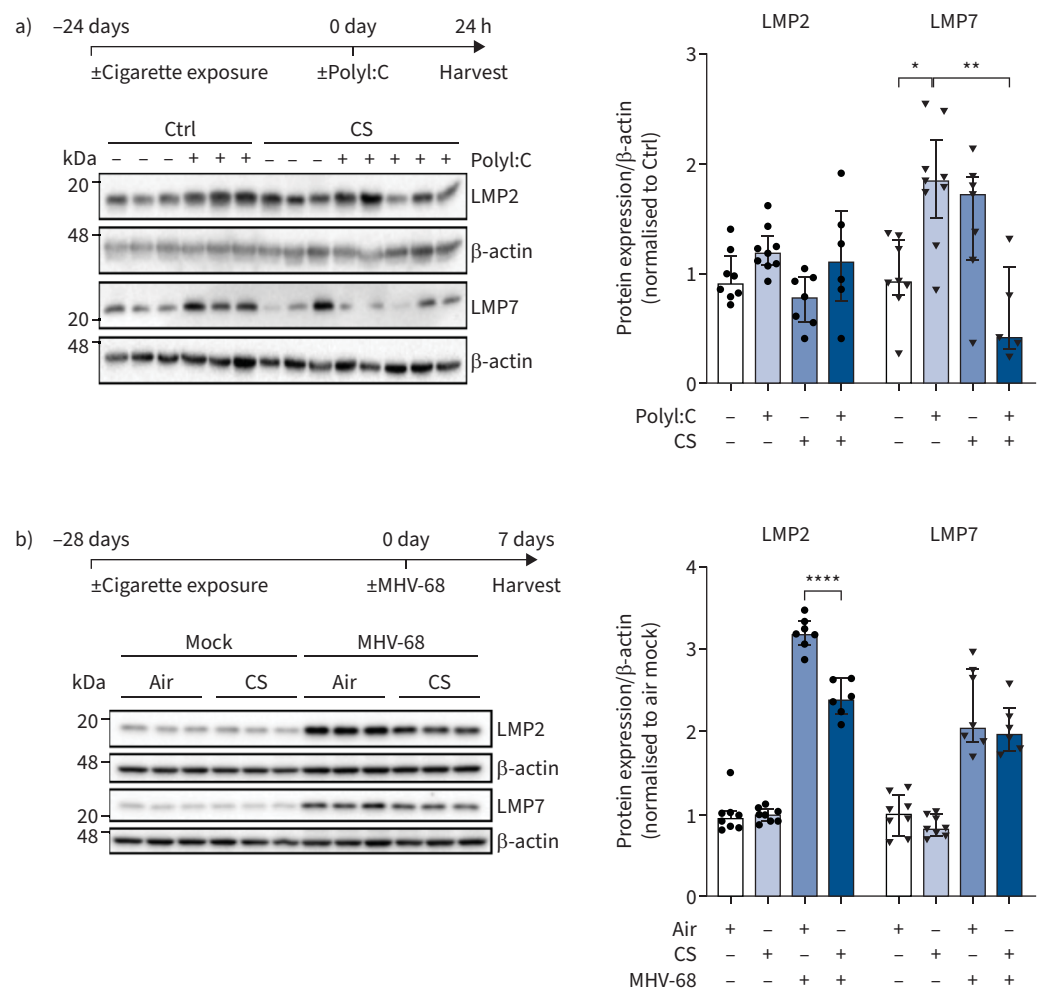 a) –24 days 0 day 24 h
±Cigarette exposure ±PolyI:C Harvest
Ctrl CS
kDa – – – + + + – – – + + + + + PolyI:C
20 LMP2
48 β-actin
LMP7
20
48 β-actin
LMP2 LMP7
Protein expression/β-actin
(normalised to Ctrl)
3
2
1
0
* **
PolyI:C – + – + – + – +
CS – – + + – – + +
b) –28 days 0 day 7 days
±Cigarette exposure ±MHV-68 Harvest
Mock MHV-68
kDa Air CS Air CS
20 LMP2
48 β-actin
LMP7
20
48 β-actin
LMP2 LMP7
Protein expression/β-actin
(normalised to air mock)
4
3
2
1
0
****
Air + – + – + – + –
CS – + – + – + – +
MHV-68 – – + + – – + +